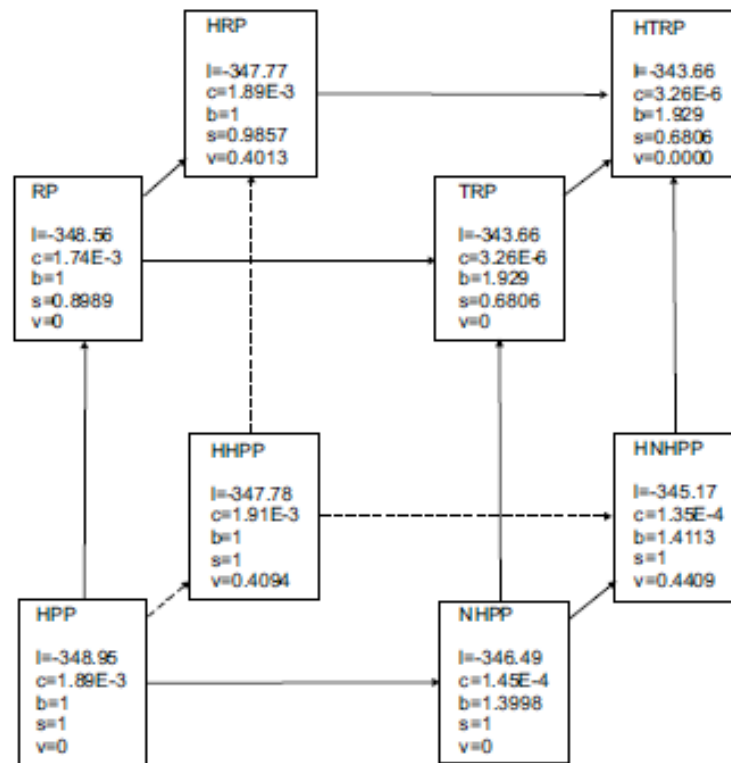 HRP
l=-347.77
c=1.89E-3
b=1
s=0.9857
v=0.4013
HTRP
l=-343.66
c=3.26E-6
b=1.929
s=0.6806
v=0.0000
RP
l=-348.56
c=1.74E-3
b=1
s=0.8989
v=0
TRP
l=-343.66
c=3.26E-6
b=1.929
s=0.6806
v=0
HHPP
l=-347.78
c=1.91E-3
b=1
s=1
v=0.4094
HNHPP
l=-345.17
c=1.35E-4
b=1.4113
s=1
v=0.4409
HPP
l=-348.95
c=1.89E-3
b=1
s=1
v=0
NHPP
l=-346.49
c=1.45E-4
b=1.3998
s=1
v=0